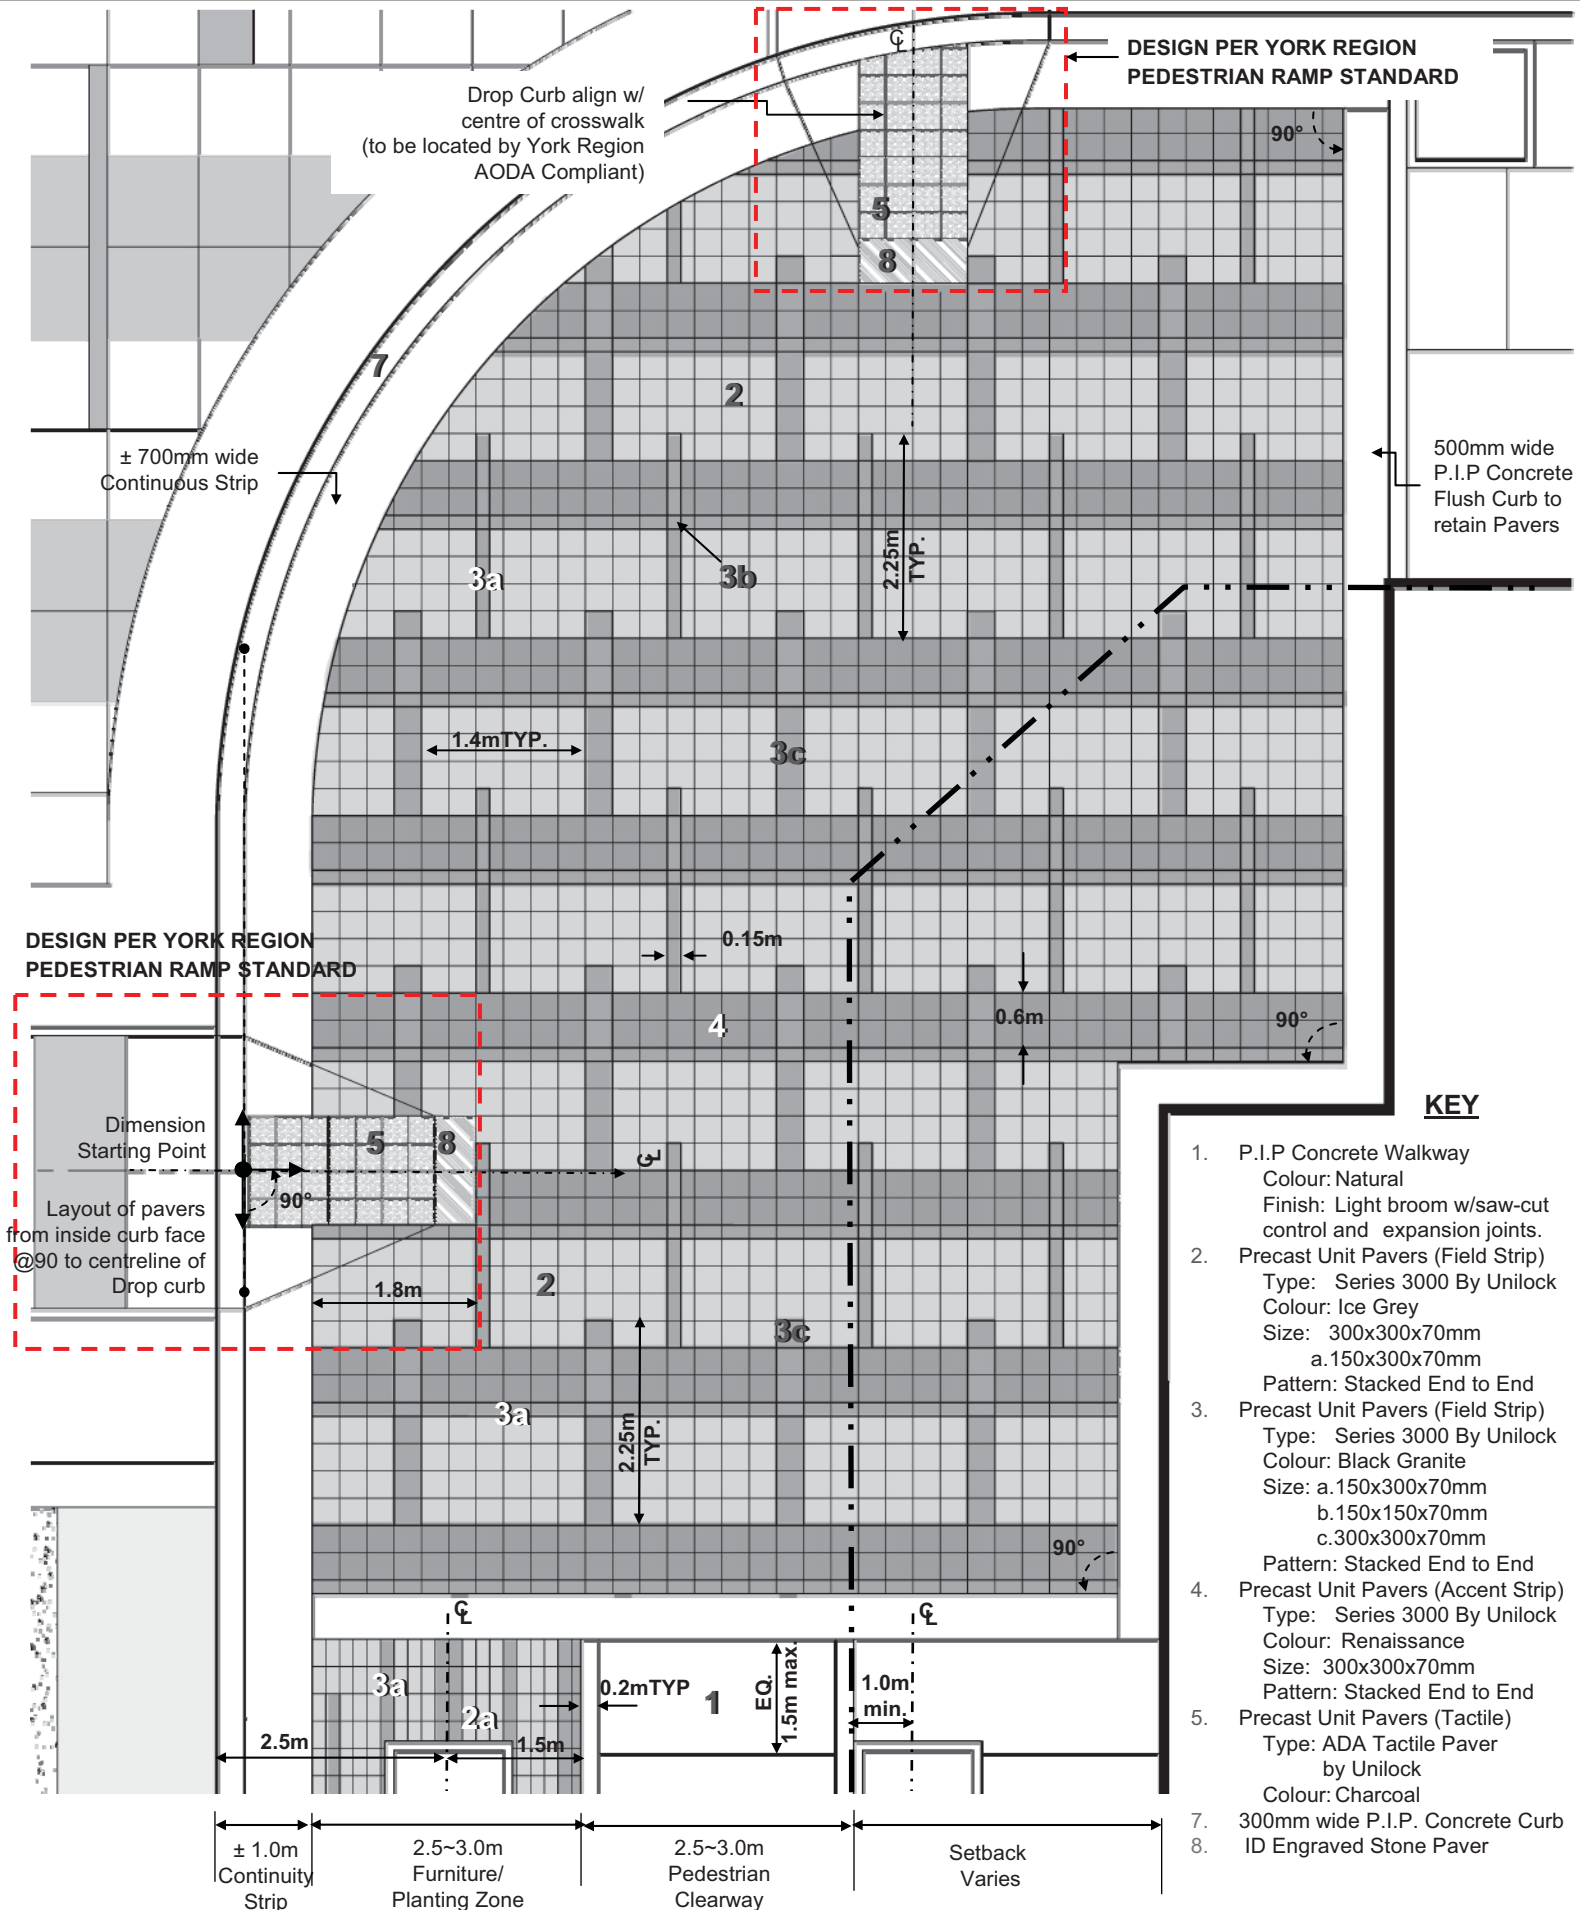 ℄
DESIGN PER YORK REGION
PEDESTRIAN RAMP STANDARD
Drop Curb align w/
centre of crosswalk
(to be located by York Region
AODA Compliant)
90°
5
8
7
2
± 700mm wide
Continuous Strip
500mm wide
P.I.P Concrete
Flush Curb to
retain Pavers
2.25m
TYP.
3a
3b
1.4mTYP.
3c
DESIGN PER YORK REGION
PEDESTRIAN RAMP STANDARD
0.15m
4
0.6m
90°
Dimension
Starting Point
5
8
℄
90°
Layout of pavers
from inside curb face
@90 to centreline of
Drop curb
1.8m
2
3c
3a
2.25m
TYP.
90°
℄
℄
3a
2a
0.2mTYP
1
EQ.
1.5m max.
1.0m
min.
2.5m
1.5m
± 1.0m
Continuity
Strip
2.5~3.0m
Furniture/
Planting Zone
2.5~3.0m
Pedestrian
Clearway
Setback
Varies
KEY
1. P.I.P Concrete Walkway
Colour: Natural
Finish: Light broom w/saw-cut
control and expansion joints.
2. Precast Unit Pavers (Field Strip)
Type: Series 3000 By Unilock
Colour: Ice Grey
Size: 300x300x70mm
a.150x300x70mm
Pattern: Stacked End to End
3. Precast Unit Pavers (Field Strip)
Type: Series 3000 By Unilock
Colour: Black Granite
Size: a.150x300x70mm
b.150x150x70mm
c.300x300x70mm
Pattern: Stacked End to End
4. Precast Unit Pavers (Accent Strip)
Type: Series 3000 By Unilock
Colour: Renaissance
Size: 300x300x70mm
Pattern: Stacked End to End
5. Precast Unit Pavers (Tactile)
Type: ADA Tactile Paver
by Unilock
Colour: Charcoal
7. 300mm wide P.I.P. Concrete Curb
8. ID Engraved Stone Paver